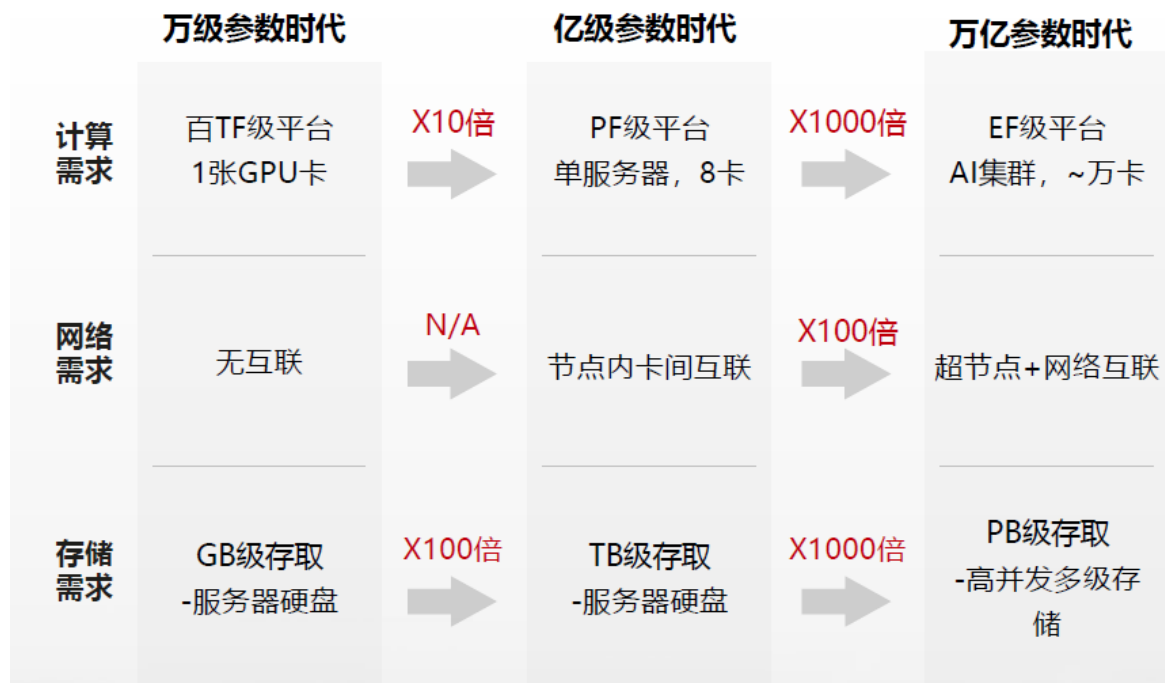 万级参数时代
亿级参数时代
万亿参数时代
计算
需求
百TF级平台
1张GPU卡
X10倍
PF级平台
单服务器，8卡
X1000倍
EF级平台
AI集群，~万卡
网络
需求
无互联
N/A
节点内卡间互联
X100倍
超节点+网络互联
存储
需求
GB级存取
-服务器硬盘
X100倍
TB级存取
-服务器硬盘
X1000倍
PB级存取
-高并发多级存
储